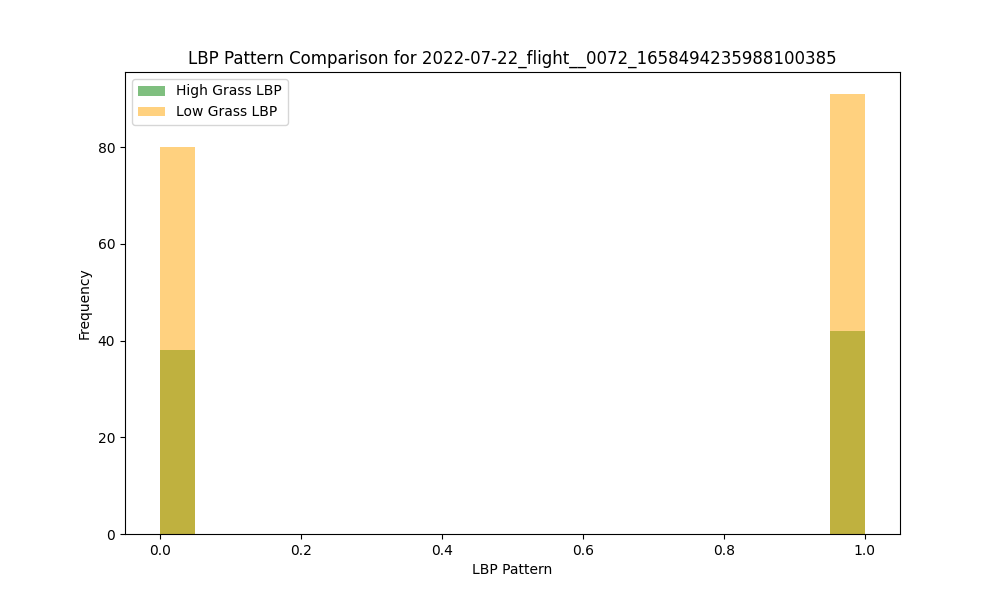 LBP Pattern Comparison for 2022-07-22_flight__0072_1658494235988100385
High Grass LBP
Low Grass LBP
Frequency
80
60
40
20
0
0.0 0.2 0.4 0.6 0.8 1.0
LBP Pattern